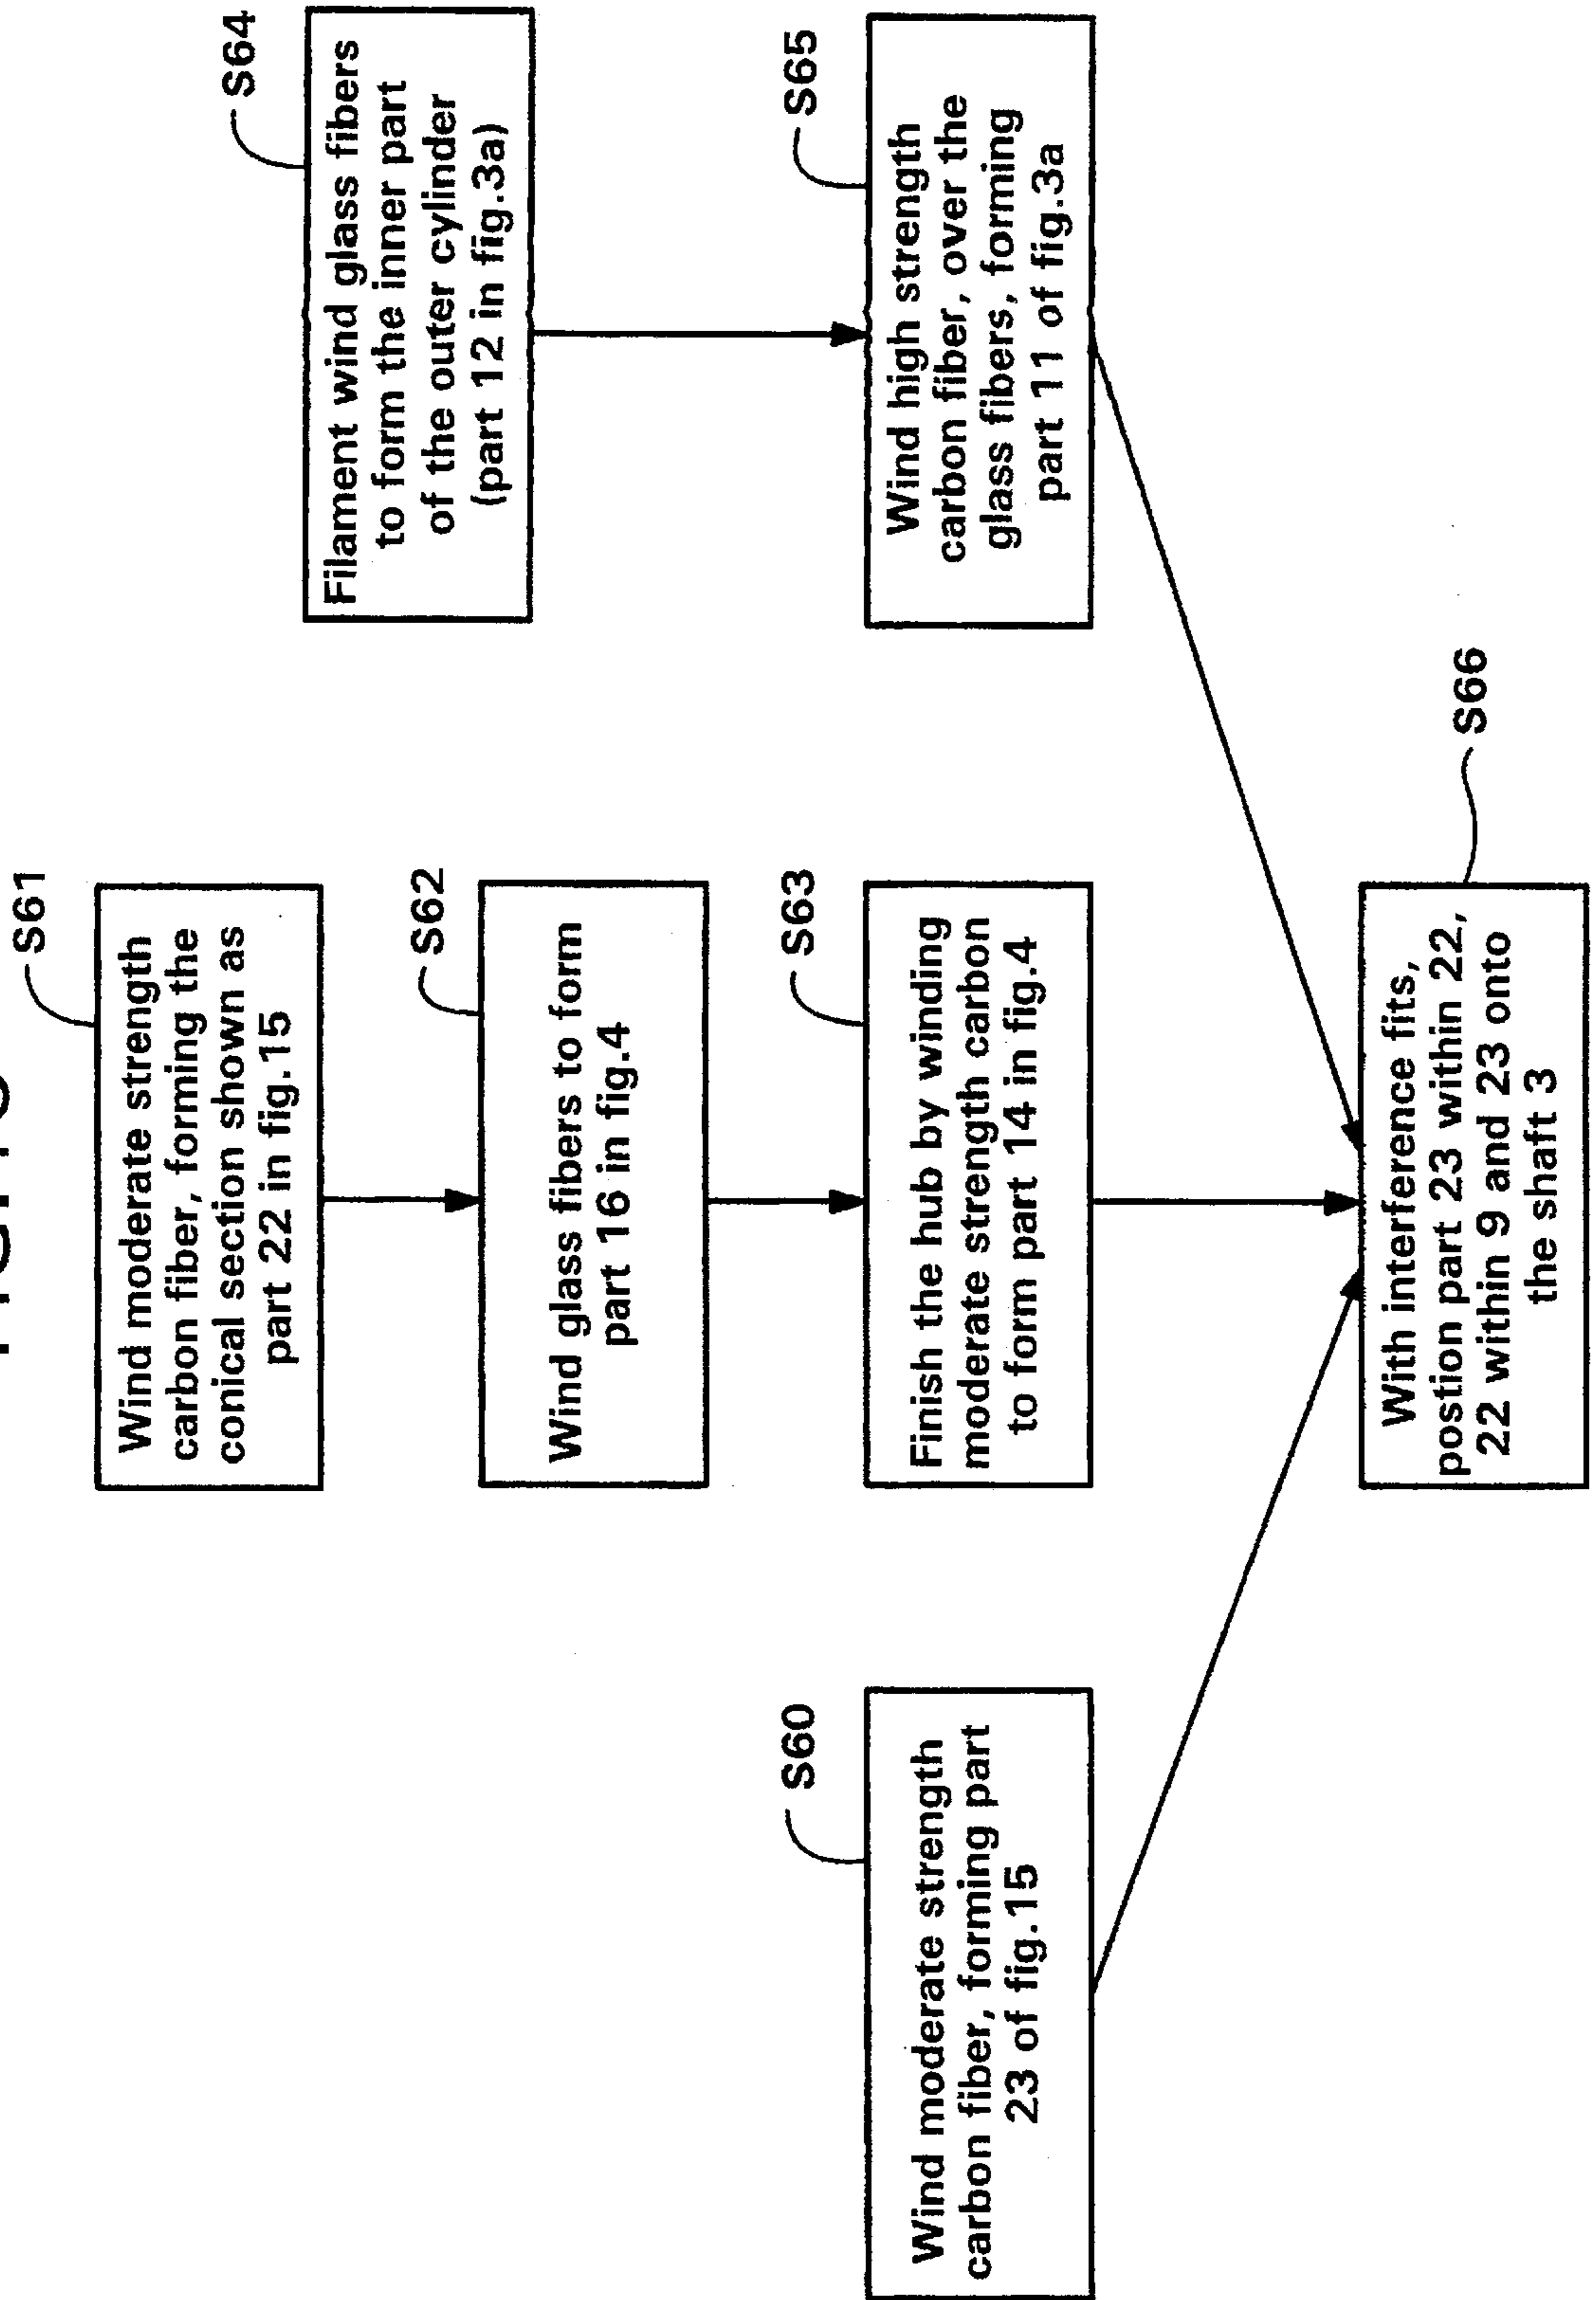 S61
Wind moderate strength
carbon fiber, forming the
conical section shown as
part 22 in fig.15
S64
Filament wind glass fibers
to form the inner part
of the outer cylinder
(part 12 in fig.3a)
S62
Wind glass fibers to form
part 16 in fig.4
S60
Wind moderate strength
carbon fiber, forming part
23 of fig.15
S63
Finish the hub by winding
moderate strength carbon
to form part 14 in fig.4
S65
Wind high strength
carbon fiber, over the
glass fibers, forming
part 11 of fig.3a
S66
With interference fits,
postion part 23 within 22,
22 within 9 and 23 onto
the shaft 3